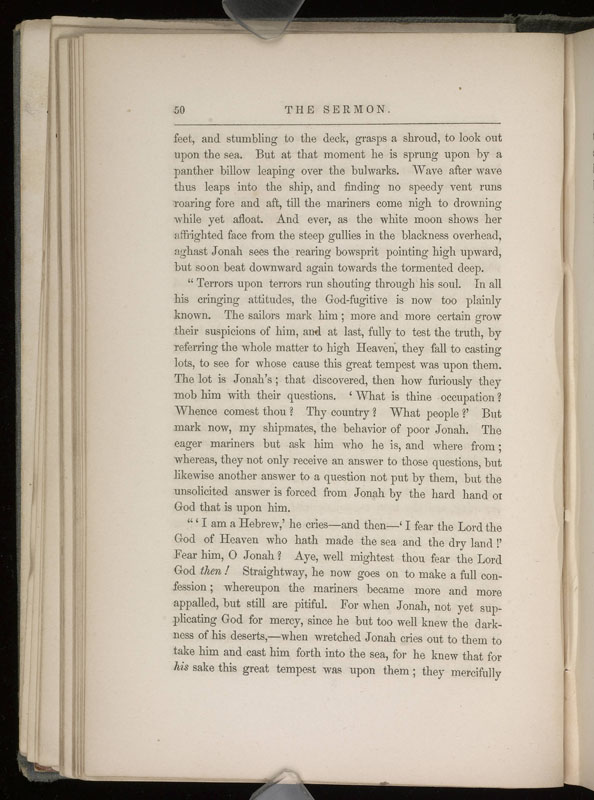 50 THE SERMON.
feet, and stumbling to the deck, grasps a shroud, to look out
upon the sea. But at that moment he is sprung upon by a
panther billow leaping over the bulwarks. Wave after wave
thus leaps into the ship, and finding no speedy vent runs
roaring fore and aft, till the mariners come nigh to drowning
while yet afloat. And ever, as the white moon shows her
affrighted face from the steep gullies in the blackness overhead,
aghast Jonah sees the rearing bowsprit pointing high upward,
but soon beat downward again towards the tormented deep.
“ Terrors upon terrors run shouting through his soul. In all
his cringing attitudes, the God-fugitive is now too plainly
known. The sailors mark him ; more and more certain grow
their suspicions of him, and at last, fully to test the truth, by
referring the whole matter to high Heaven, they fall to casting
lots, to see for whose cause this great tempest was upon them.
The lot is Jonah’s ; that discovered, then how furiously they
mob him with their questions. ‘ What is thine occupation ?
Whence comest thou ? Thy country ? What people ?’ But
mark now, my shipmates, the behavior of poor Jonah. The
eager mariners but ask him who he is, and where from ;
whereas, they not only receive an answer to those questions, but
likewise another answer to a question not put by them, but the
unsolicited answer is forced from Jonah by the hard hand of
God that is upon him.
“ ‘ I am a Hebrew,’ he cries—and then—‘ I fear the Lord the
God of Heaven who hath made the sea and the dry land !’
Fear him, O Jonah ? Aye, well mightest thou fear the Lord
God then ! Straightway, he now goes on to make a full con-
fession ; whereupon the mariners became more and more
appalled, but still are pitiful. For when Jonah, not yet sup-
plicating God for mercy, since he but too well knew the dark-
ness of his deserts,—when wretched Jonah cries out to them to
take him and cast him forth into the sea, for he knew that for
his sake this great tempest was upon them ; they mercifully